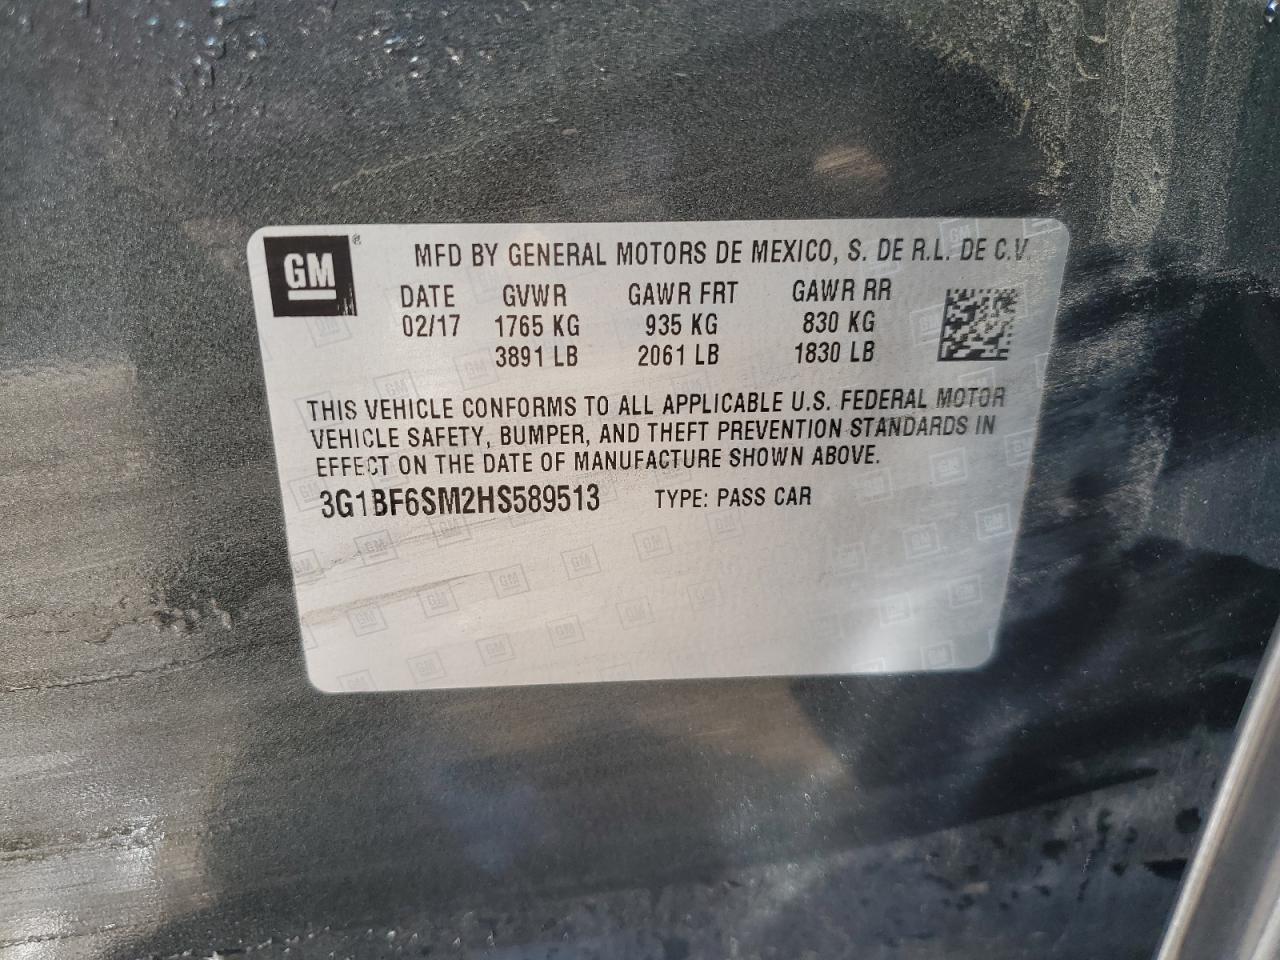 GM®
MFD BY GENERAL MOTORS DE MEXICO, S. DE R.L. DE C.V.
DATE GVWR GAWR FRT GAWR RR
02/17 1765 KG 935 KG 830 KG
3891 LB 2061 LB 1830 LB
THIS VEHICLE CONFORMS TO ALL APPLICABLE U.S. FEDERAL MOTOR
VEHICLE SAFETY, BUMPER, AND THEFT PREVENTION STANDARDS IN
EFFECT ON THE DATE OF MANUFACTURE SHOWN ABOVE.
3G1BF6SM2HS589513 TYPE: PASS CAR